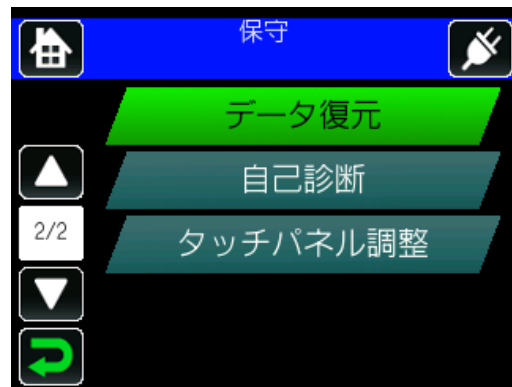 保守
データ復元
自己診断
2/2
タッチパネル調整